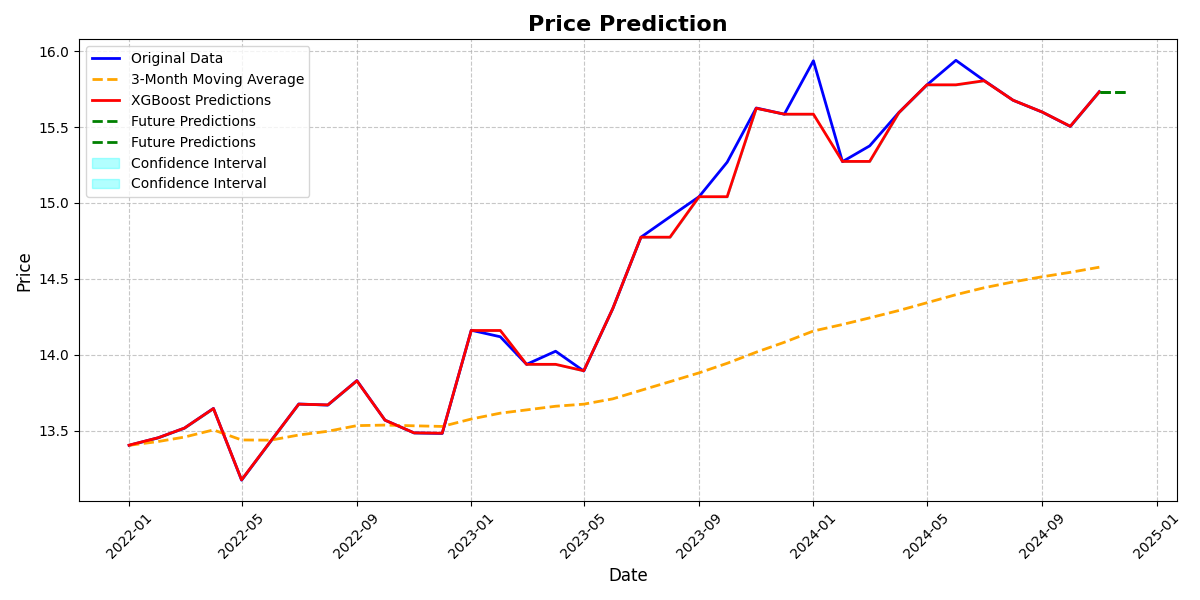 Price Prediction
Original Data
3-Month Moving Average
XGBoost Predictions
Future Predictions
Future Predictions
Confidence Interval
Confidence Interval
Price
16.0
15.5
15.0
14.5
14.0
13.5
2022-01
2022-05
2022-09
2023-01
2023-05
2023-09
2024-01
2024-05
2024-09
2025-01
Date